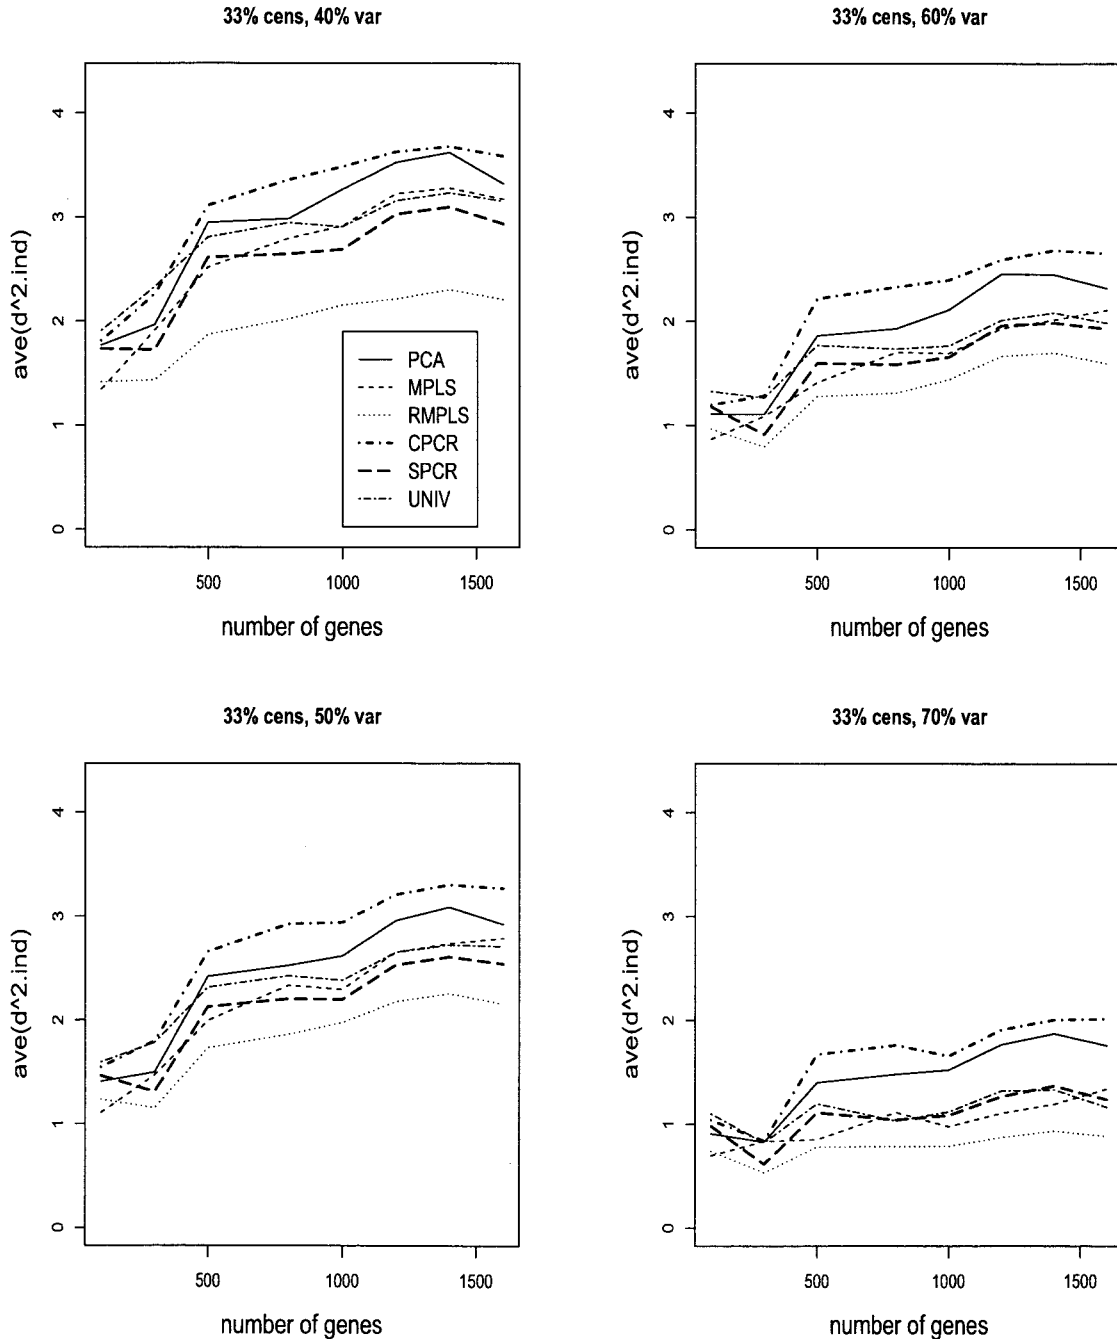 33% cens, 40% var
4
3
2
1
0
ave(d^2.ind)
PCA
MPLS
RMPLS
CPCR
SPCR
UNIV
500 1000 1500
number of genes
33% cens, 60% var
4
3
2
1
0
ave(d^2.ind)
500 1000 1500
number of genes
33% cens, 50% var
4
3
2
1
0
ave(d^2.ind)
500 1000 1500
number of genes
33% cens, 70% var
4
3
2
1
0
ave(d^2.ind)
500 1000 1500
number of genes